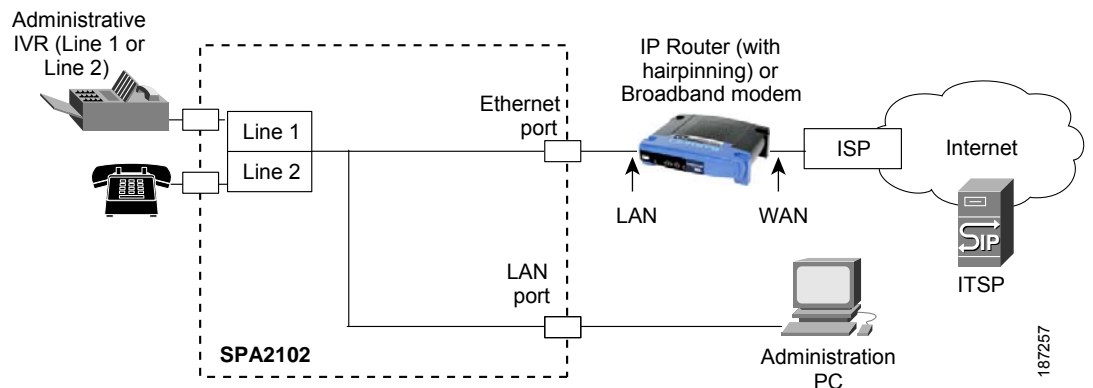 Administrative
IVR (Line 1 or
Line 2)
Line 1
Line 2
Ethernet
port
IP Router (with
hairpinning) or
Broadband modem
LAN
WAN
ISP
Internet
SIP
ITSP
LAN
port
SPA2102
Administration
PC
187257